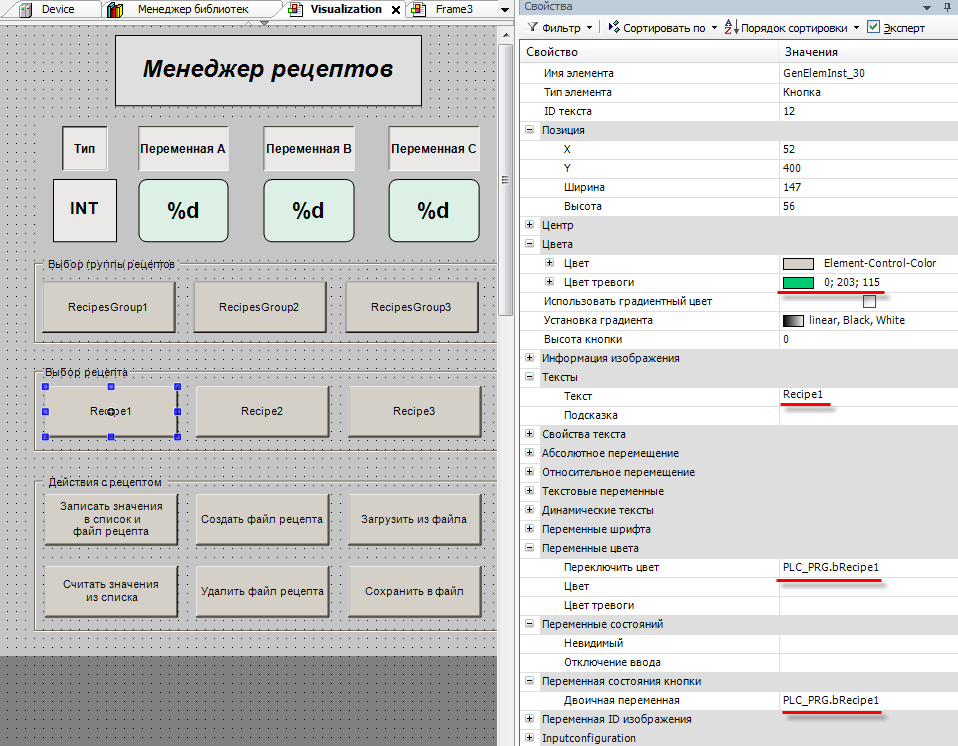 Device
Менеджер библиотек
Visualization
Frame3
Менеджер рецептов
Тип
Переменная A
Переменная B
Переменная C
INT
%d
%d
%d
Выбор группы рецептов
RecipesGroup1
RecipesGroup2
RecipesGroup3
Выбор рецепта
Recipe1
Recipe2
Recipe3
Действия с рецептом
Записать значения
в список и
файл рецепта
Создать файл рецепта
Загрузить из файла
Считать значения
из списка
Удалить файл рецепта
Сохранить в файл
Свойства
Фильтр
Сортировать по
Порядок сортировки
Эксперт
Свойство Значения
Имя элемента GenElemInst_30
Тип элемента Кнопка
ID текста 12
Позиция
X 52
Y 400
Ширина 147
Высота 56
Центр
Цвета
Цвет Element-Control-Color
Цвет тревоги 0; 203; 115
Использовать градиентный цвет
Установка градиента linear, Black, White
Высота кнопки 0
Информация изображения
Тексты
Текст Recipe1
Подсказка
Свойства текста
Абсолютное перемещение
Относительное перемещение
Текстовые переменные
Динамические тексты
Переменные шрифта
Переменные цвета
Переключить цвет PLC_PRG.bRecipe1
Цвет
Цвет тревоги
Переменные состояний
Невидимый
Отключение ввода
Переменная состояния кнопки
Двоичная переменная PLC_PRG.bRecipe1
Переменная ID изображения
Inputconfiguration